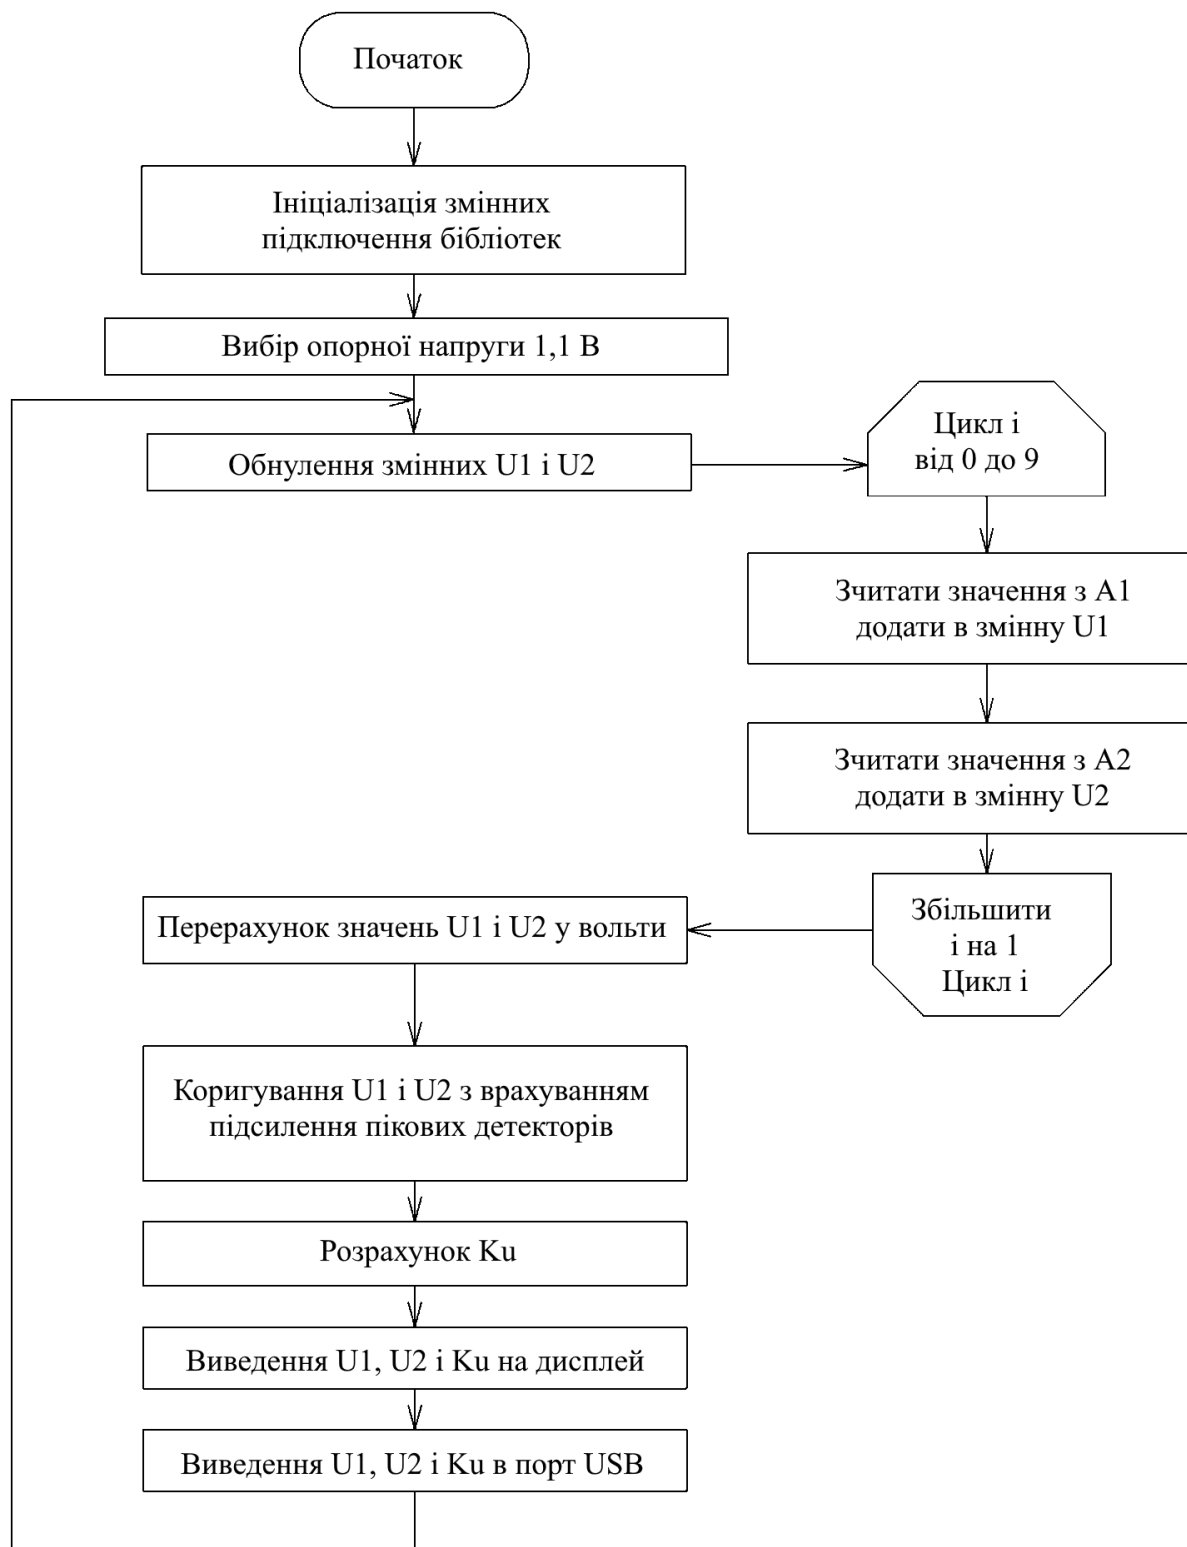 Початок
Ініціалізація змінних
підключення бібліотек
Вибір опорної напруги 1,1 В
Обнулення змінних U1 і U2
Цикл і
від 0 до 9
Зчитати значення з А1
додати в змінну U1
Зчитати значення з А2
додати в змінну U2
Збільшити
і на 1
Цикл і
Перерахунок значень U1 і U2 у вольти
Коригування U1 і U2 з врахуванням
підсилення пікових детекторів
Розрахунок Ku
Виведення U1, U2 і Ku на дисплей
Виведення U1, U2 і Ku в порт USB